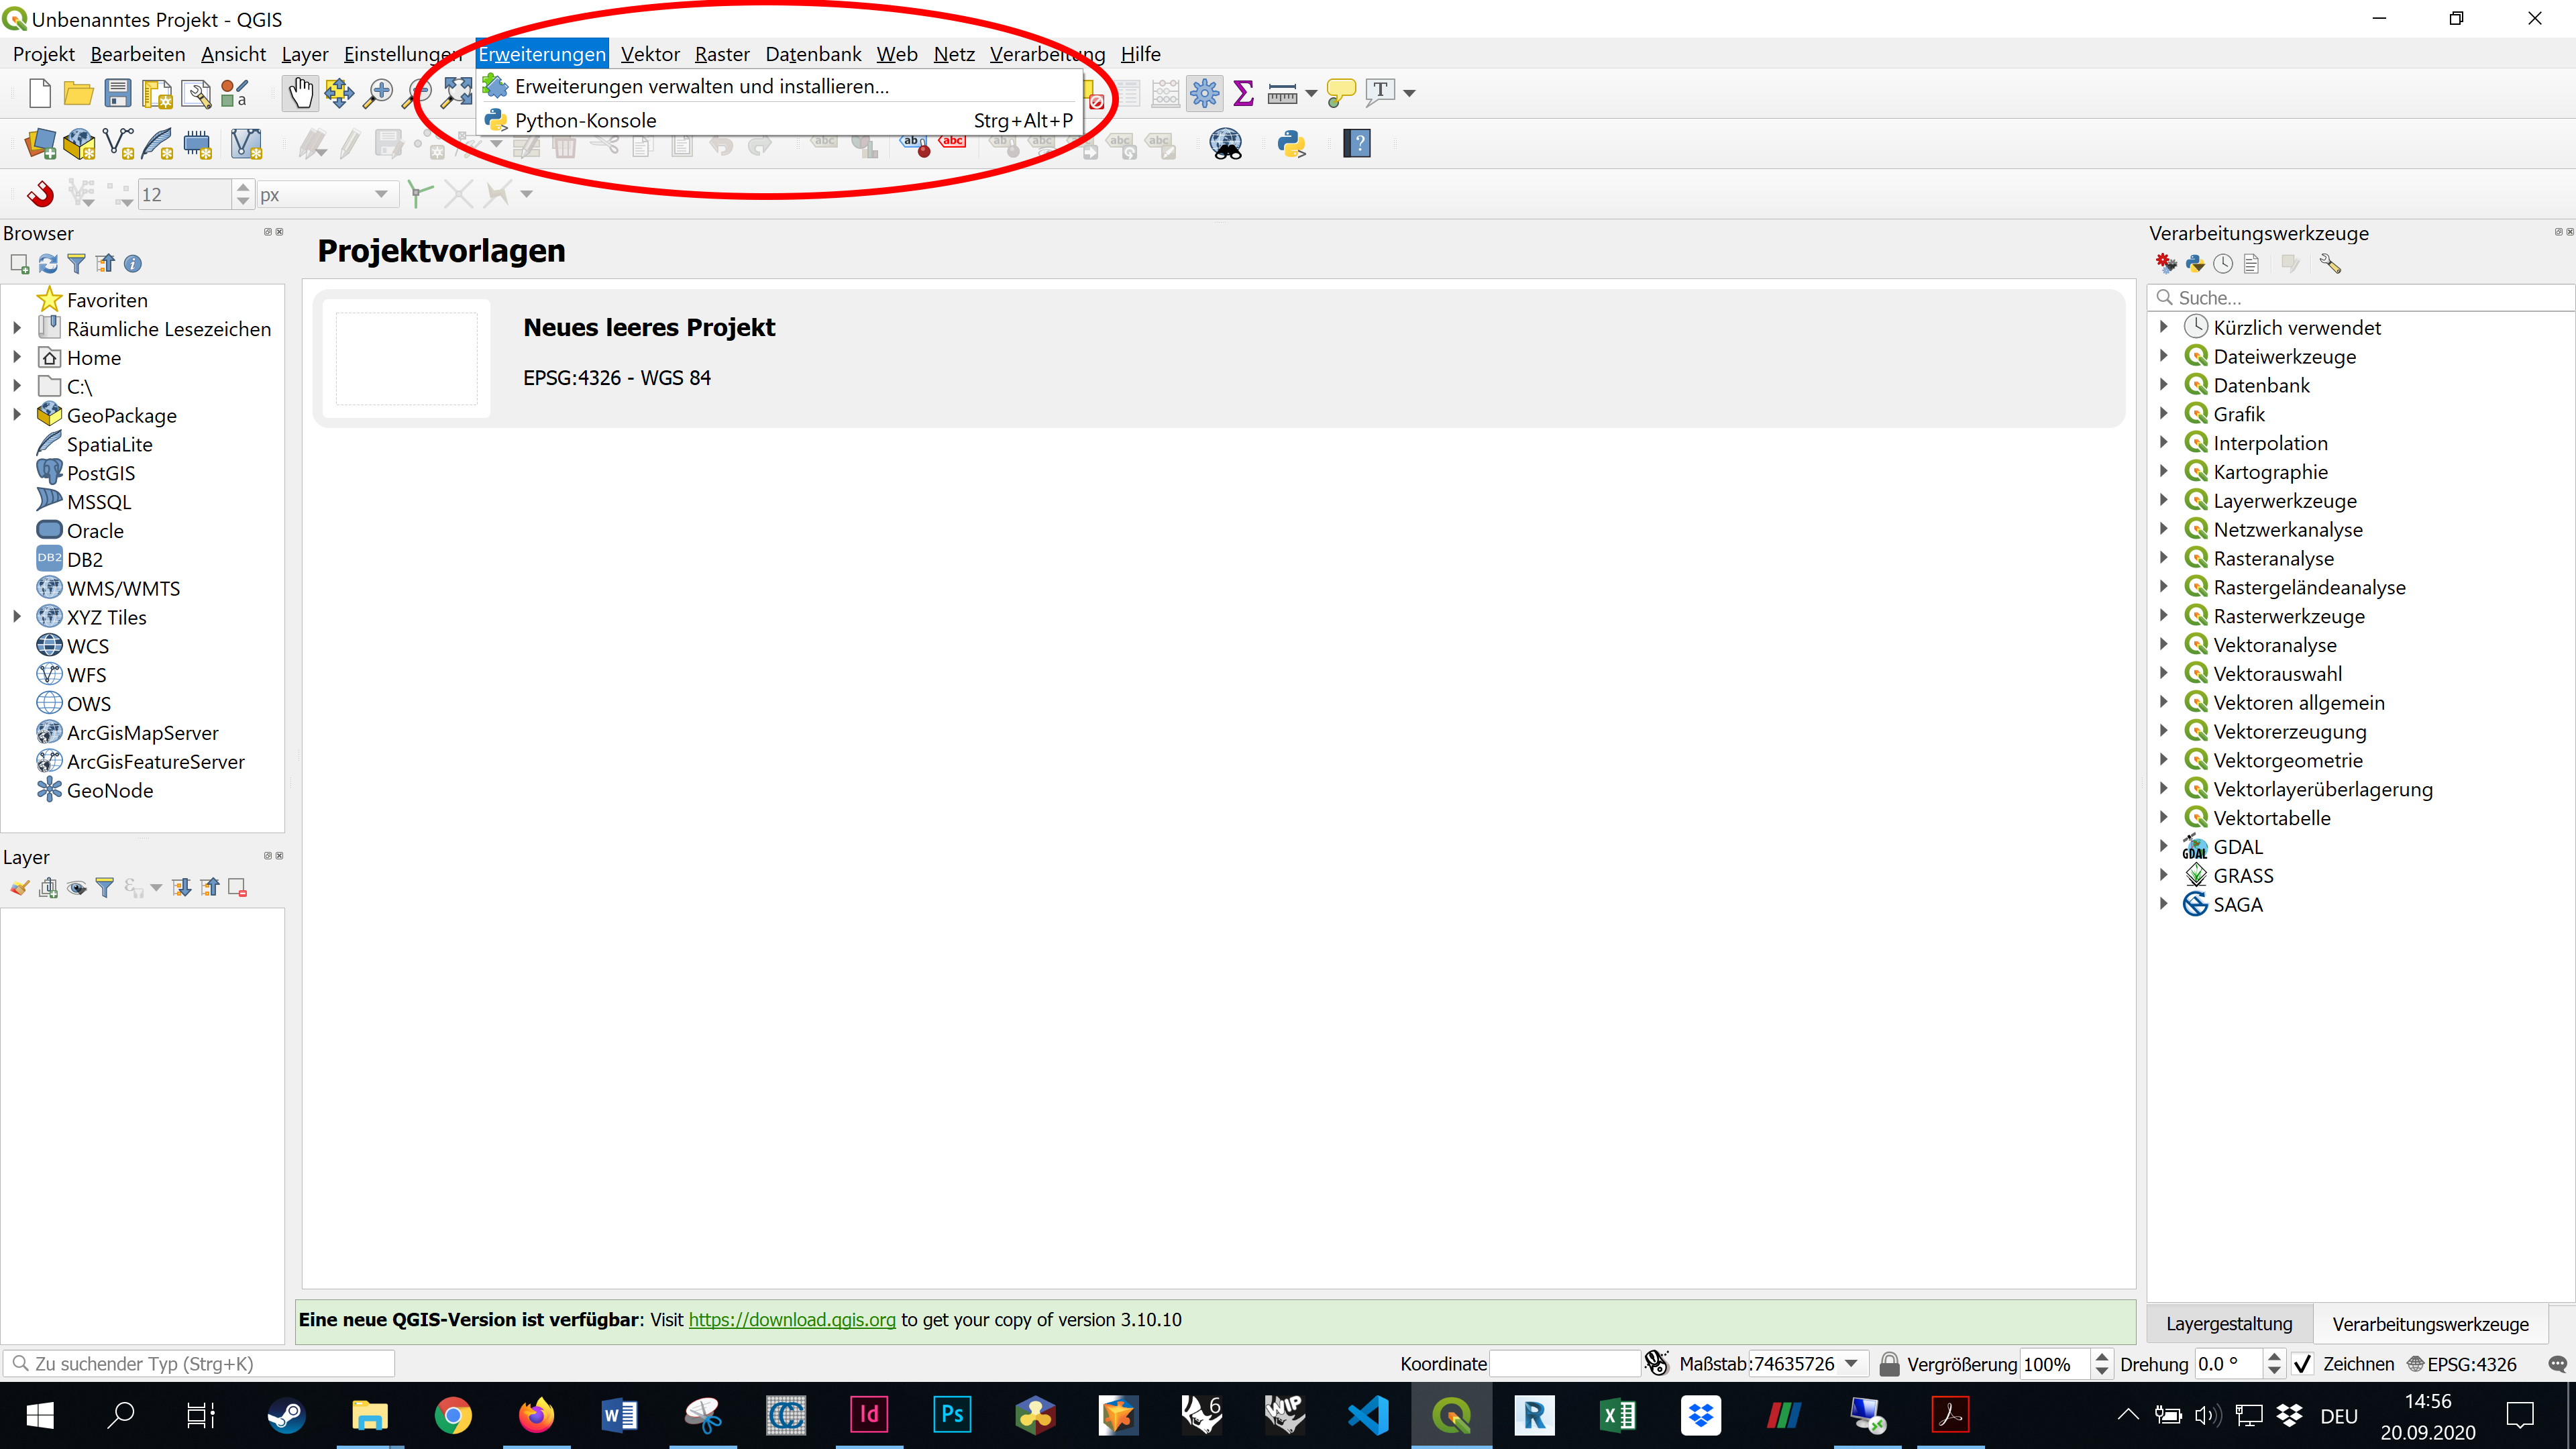 Unbenanntes Projekt - QGIS
Projekt Bearbeiten Ansicht Layer Einstellungen Erweiterungen Vektor Raster Datenbank Web Netz Verarbeitung Hilfe
Erweiterungen verwalten und installieren...
Python-Konsole Strg+Alt+P
12 px
Browser
Favoriten
Räumliche Lesezeichen
Home
C:\
GeoPackage
SpatiaLite
PostGIS
MSSQL
Oracle
DB2
WMS/WMTS
XYZ Tiles
WCS
WFS
OWS
ArcGisMapServer
ArcGisFeatureServer
GeoNode
Layer
Projektvorlagen
Neues leeres Projekt
EPSG:4326 - WGS 84
Verarbeitungswerkzeuge
Suche...
Kürzlich verwendet
Dateiwerkzeuge
Datenbank
Grafik
Interpolation
Kartographie
Layerwerkzeuge
Netzwerkanalyse
Rasteranalyse
Rastergeländeanalyse
Rasterwerkzeuge
Vektoranalyse
Vektorauswahl
Vektoren allgemein
Vektorerzeugung
Vektorgeometrie
Vektorlayerüberlagerung
Vektortabelle
GDAL
GRASS
SAGA
Eine neue QGIS-Version ist verfügbar: Visit https://download.qgis.org to get your copy of version 3.10.10
Layergestaltung Verarbeitungswerkzeuge
Zu suchender Typ (Strg+K) Koordinate Maßstab :74635726 Vergrößerung 100% Drehung 0.0 ° Zeichnen EPSG:4326
DEU
14:56
20.09.2020